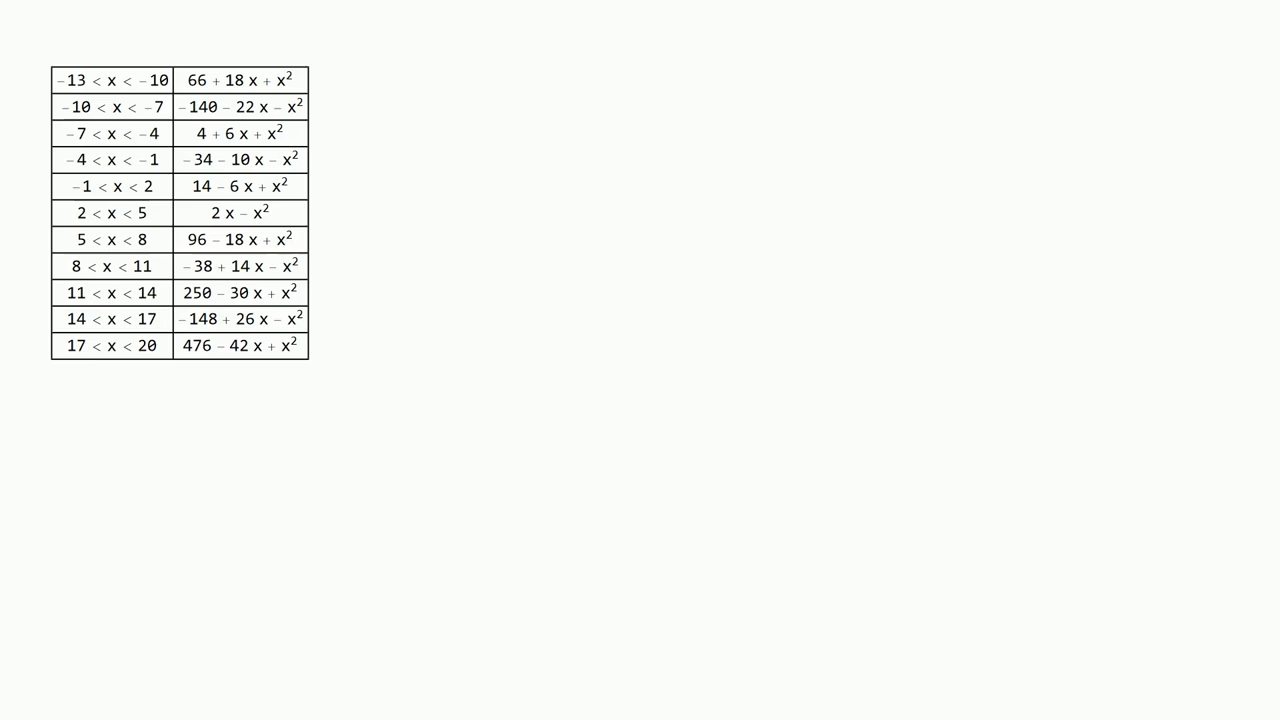 −13 < x < −10 66 + 18 x + x²
−10 < x < −7 −140 − 22 x − x²
−7 < x < −4 4 + 6 x + x²
−4 < x < −1 −34 − 10 x − x²
−1 < x < 2 14 − 6 x + x²
2 < x < 5 2 x − x²
5 < x < 8 96 − 18 x + x²
8 < x < 11 −38 + 14 x − x²
11 < x < 14 250 − 30 x + x²
14 < x < 17 −148 + 26 x − x²
17 < x < 20 476 − 42 x + x²